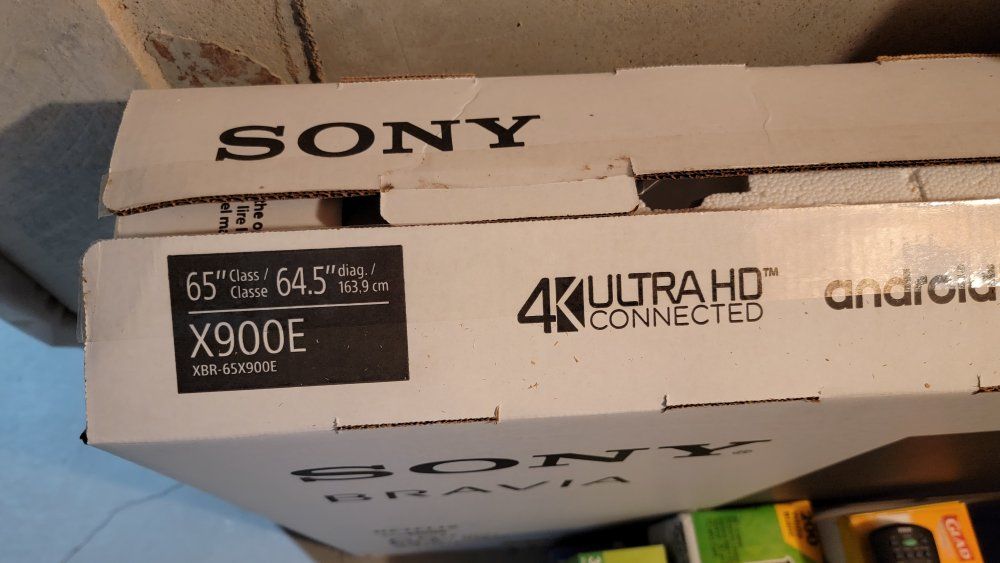 SONY
65" Class / 64.5" diag. /
Classe 163,9 cm
X900E
XBR-65X900E
4K ULTRA HD™
CONNECTED
android
SONY®
BRAVIA
GLAD